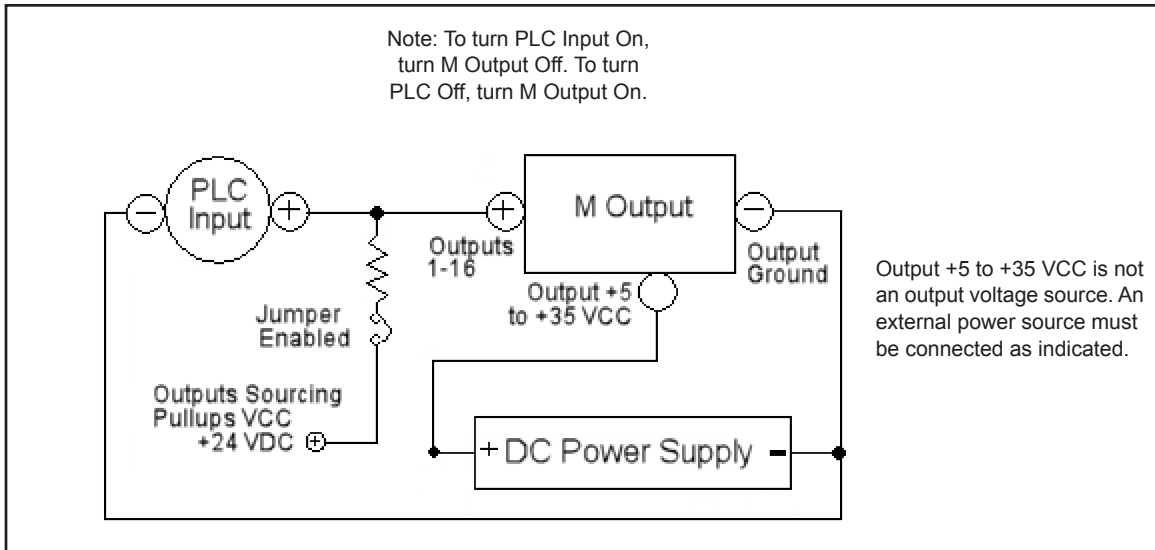 Note: To turn PLC Input On,
turn M Output Off. To turn
PLC Off, turn M Output On.
PLC
Input
-
+
+
M Output
-
Outputs
1-16
Output
Ground
Output +5
to +35 VCC
Output +5 to +35 VCC is not
an output voltage source. An
external power source must
be connected as indicated.
Jumper
Enabled
Outputs Sourcing
Pullups VCC
+24 VDC +
+ DC Power Supply -